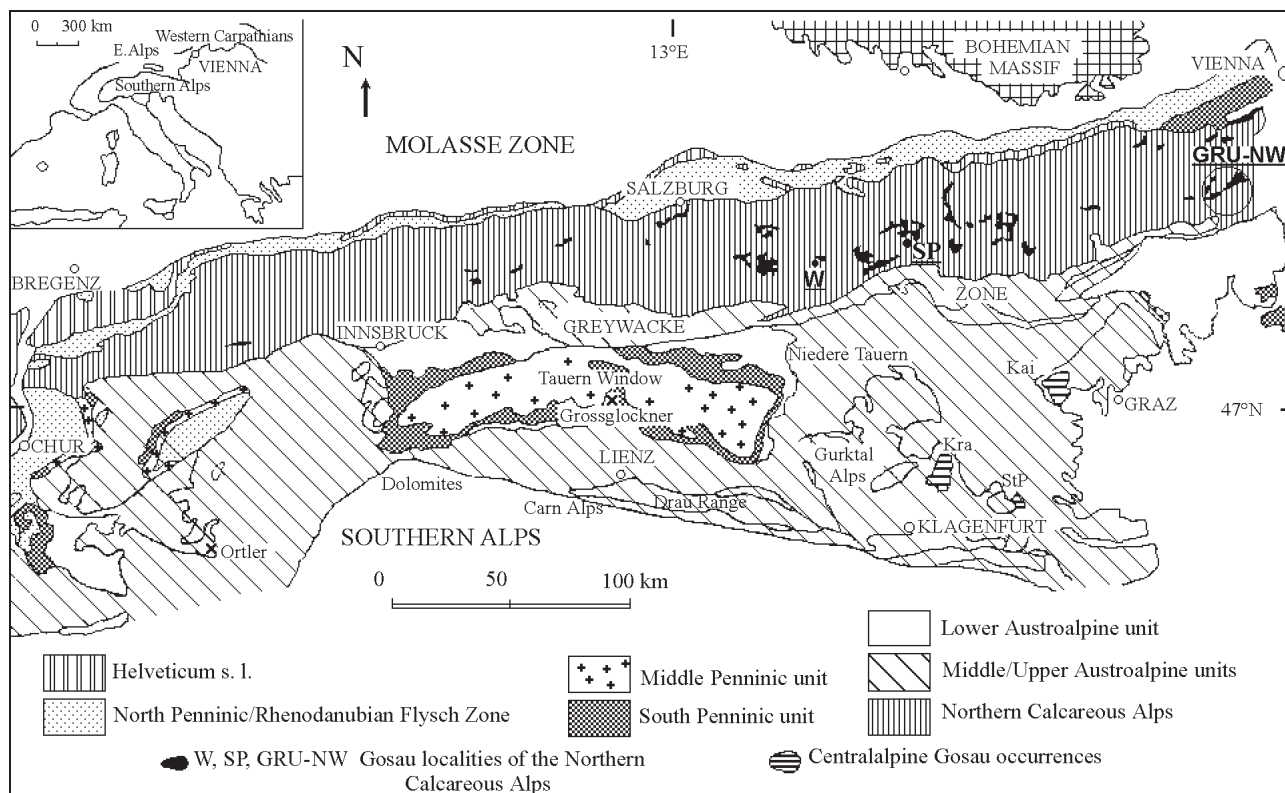 0 300 km
Western Carpathians
E. Alps
VIENNA
Southern Alps
N
13°E
BOHEMIAN
MASSIF
VIENNA
MOLASSE ZONE
GRU-NW
SALZBURG
SP
W
BREGENZ
ZONE
INNSBRUCK
GREYWACKE
Niedere Tauern
Kai
Tauern Window
GRAZ
47°N
Grossglockner
CHUR
Kra
LIENZ
Gurktal
Alps
StP
Dolomites
Carn Alps
Drau Range
KLAGENFURT
SOUTHERN ALPS
Ortler
0 50 100 km
Lower Austroalpine unit
Helveticum s. l.
Middle Penninic unit
Middle/Upper Austroalpine units
North Penninic/Rhenodanubian Flysch Zone
South Penninic unit
Northern Calcareous Alps
W, SP, GRU-NW Gosau localities of the Northern
Calcareous Alps
Centralalpine Gosau occurrences